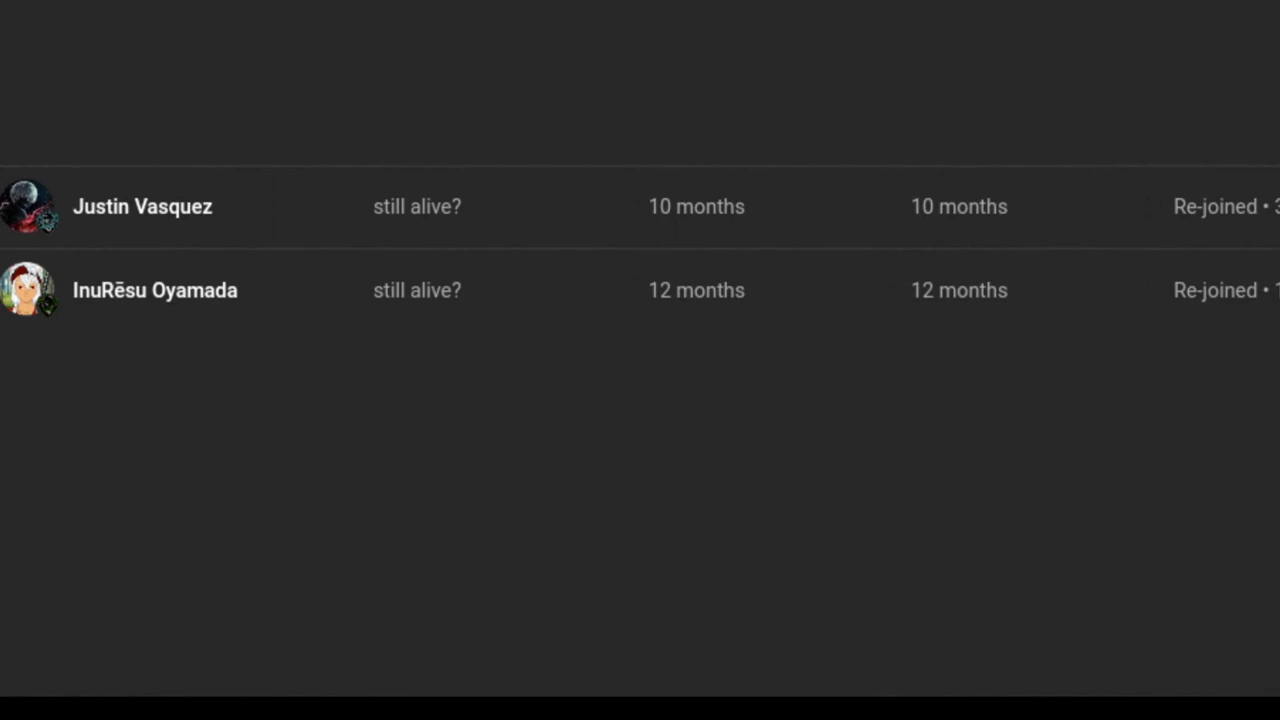 Justin Vasquez still alive? 10 months 10 months Re-joined •
InuRēsu Oyamada still alive? 12 months 12 months Re-joined •